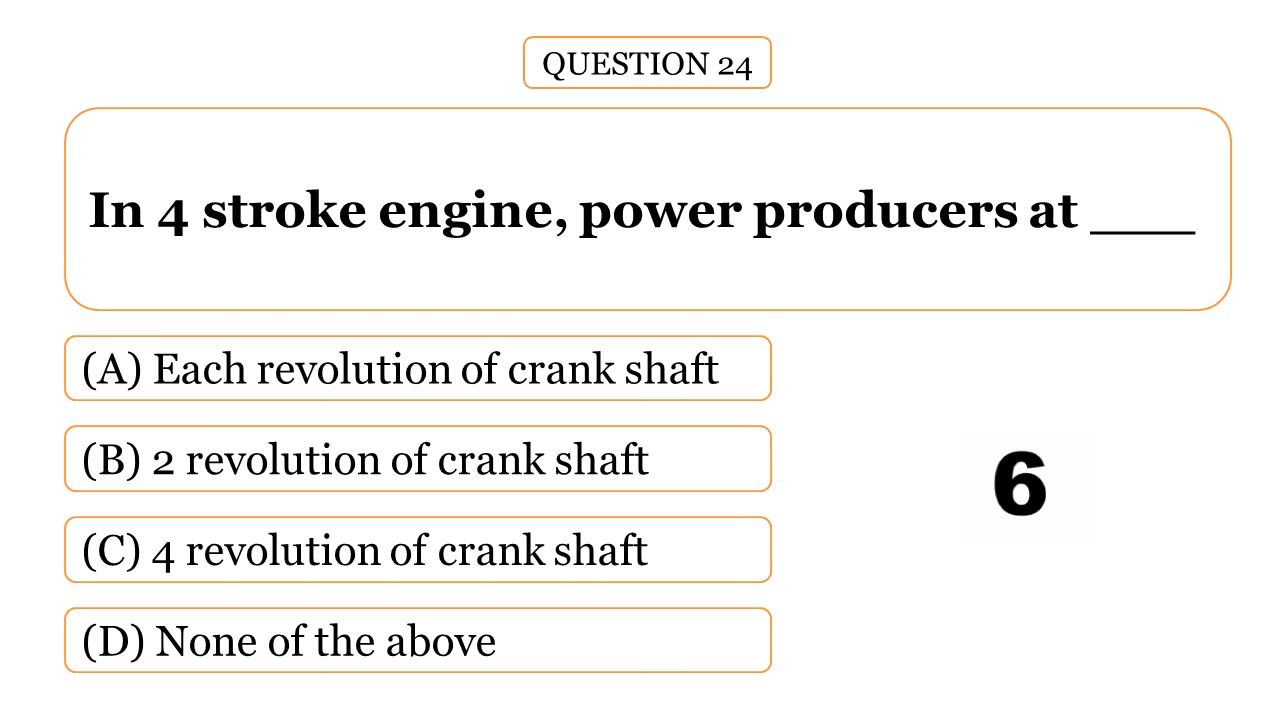 QUESTION 24
In 4 stroke engine, power producers at ___
(A) Each revolution of crank shaft
(B) 2 revolution of crank shaft
(C) 4 revolution of crank shaft
(D) None of the above
6